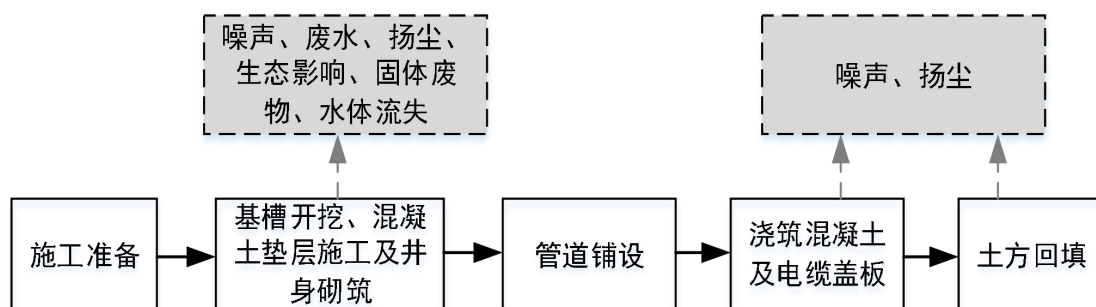 噪声、废水、扬尘、
生态影响、固体废
物、水体流失
噪声、扬尘
施工准备
基槽开挖、混凝
土垫层施工及井
身砌筑
管道铺设
浇筑混凝土
及电缆盖板
土方回填